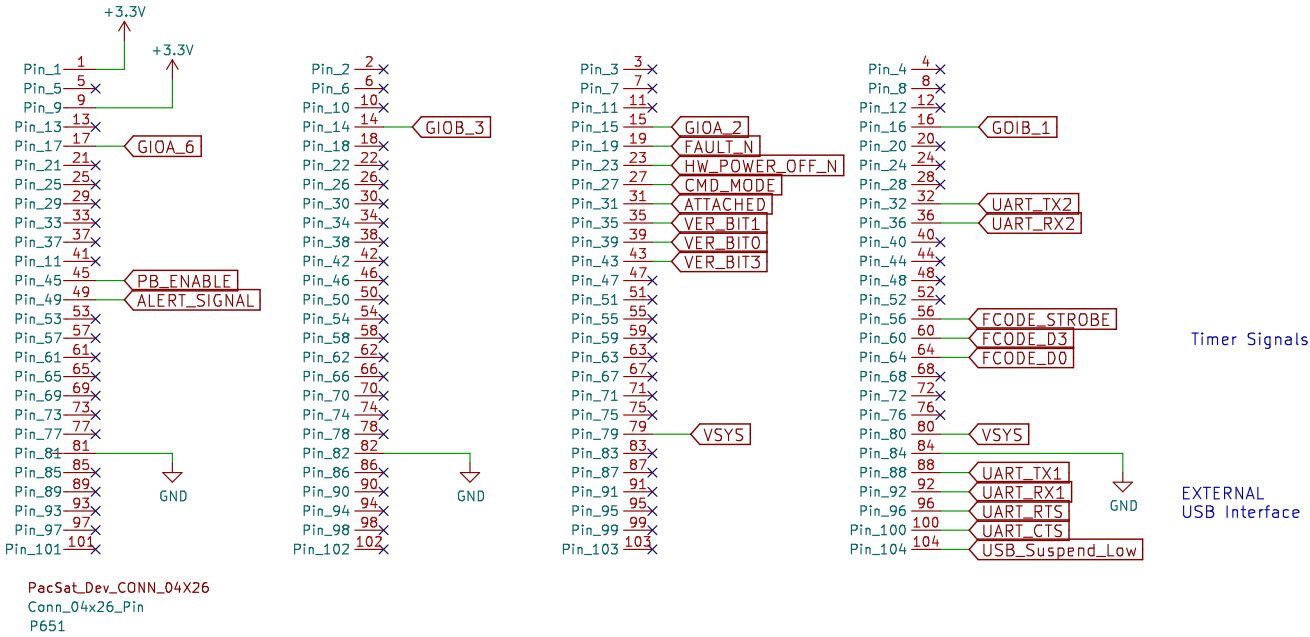 +3.3V
+3.3V
Pin_1 1
Pin_5 5
Pin_9 9
Pin_13 13
Pin_17 17 GIOA_6
Pin_21 21
Pin_25 25
Pin_29 29
Pin_33 33
Pin_37 37
Pin_11 41
Pin_45 45 PB_ENABLE
Pin_49 49 ALERT_SIGNAL
Pin_53 53
Pin_57 57
Pin_61 61
Pin_65 65
Pin_69 69
Pin_73 73
Pin_77 77
Pin_81 81
Pin_85 85
Pin_89 89
Pin_93 93
Pin_97 97
Pin_101 101
GND
Pin_2 2
Pin_6 6
Pin_10 10
Pin_14 14 GIOB_3
Pin_18 18
Pin_22 22
Pin_26 26
Pin_30 30
Pin_34 34
Pin_38 38
Pin_42 42
Pin_46 46
Pin_50 50
Pin_54 54
Pin_58 58
Pin_62 62
Pin_66 66
Pin_70 70
Pin_74 74
Pin_78 78
Pin_82 82
Pin_86 86
Pin_90 90
Pin_94 94
Pin_98 98
Pin_102 102
GND
Pin_3 3
Pin_7 7
Pin_11 11
Pin_15 15 GIOA_2
Pin_19 19 FAULT_N
Pin_23 23 HW_POWER_OFF_N
Pin_27 27 CMD_MODE
Pin_31 31 ATTACHED
Pin_35 35 VER_BIT1
Pin_39 39 VER_BIT0
Pin_43 43 VER_BIT3
Pin_47 47
Pin_51 51
Pin_55 55
Pin_59 59
Pin_63 63
Pin_67 67
Pin_71 71
Pin_75 75
Pin_79 79 VSYS
Pin_83 83
Pin_87 87
Pin_91 91
Pin_95 95
Pin_99 99
Pin_103 103
Pin_4 4
Pin_8 8
Pin_12 12
Pin_16 16 GOIB_1
Pin_20 20
Pin_24 24
Pin_28 28
Pin_32 32 UART_TX2
Pin_36 36 UART_RX2
Pin_40 40
Pin_44 44
Pin_48 48
Pin_52 52
Pin_56 56 FCODE_STROBE
Pin_60 60 FCODE_D3
Pin_64 64 FCODE_D0
Pin_68 68
Pin_72 72
Pin_76 76
Pin_80 80 VSYS
Pin_84 84
Pin_88 88 UART_TX1
Pin_92 92 UART_RX1
Pin_96 96 UART_RTS
Pin_100 100 UART_CTS
Pin_104 104 USB_Suspend_Low
GND
Timer Signals
EXTERNAL
USB Interface
PacSat_Dev_CONN_04X26
Conn_04x26_Pin
P651